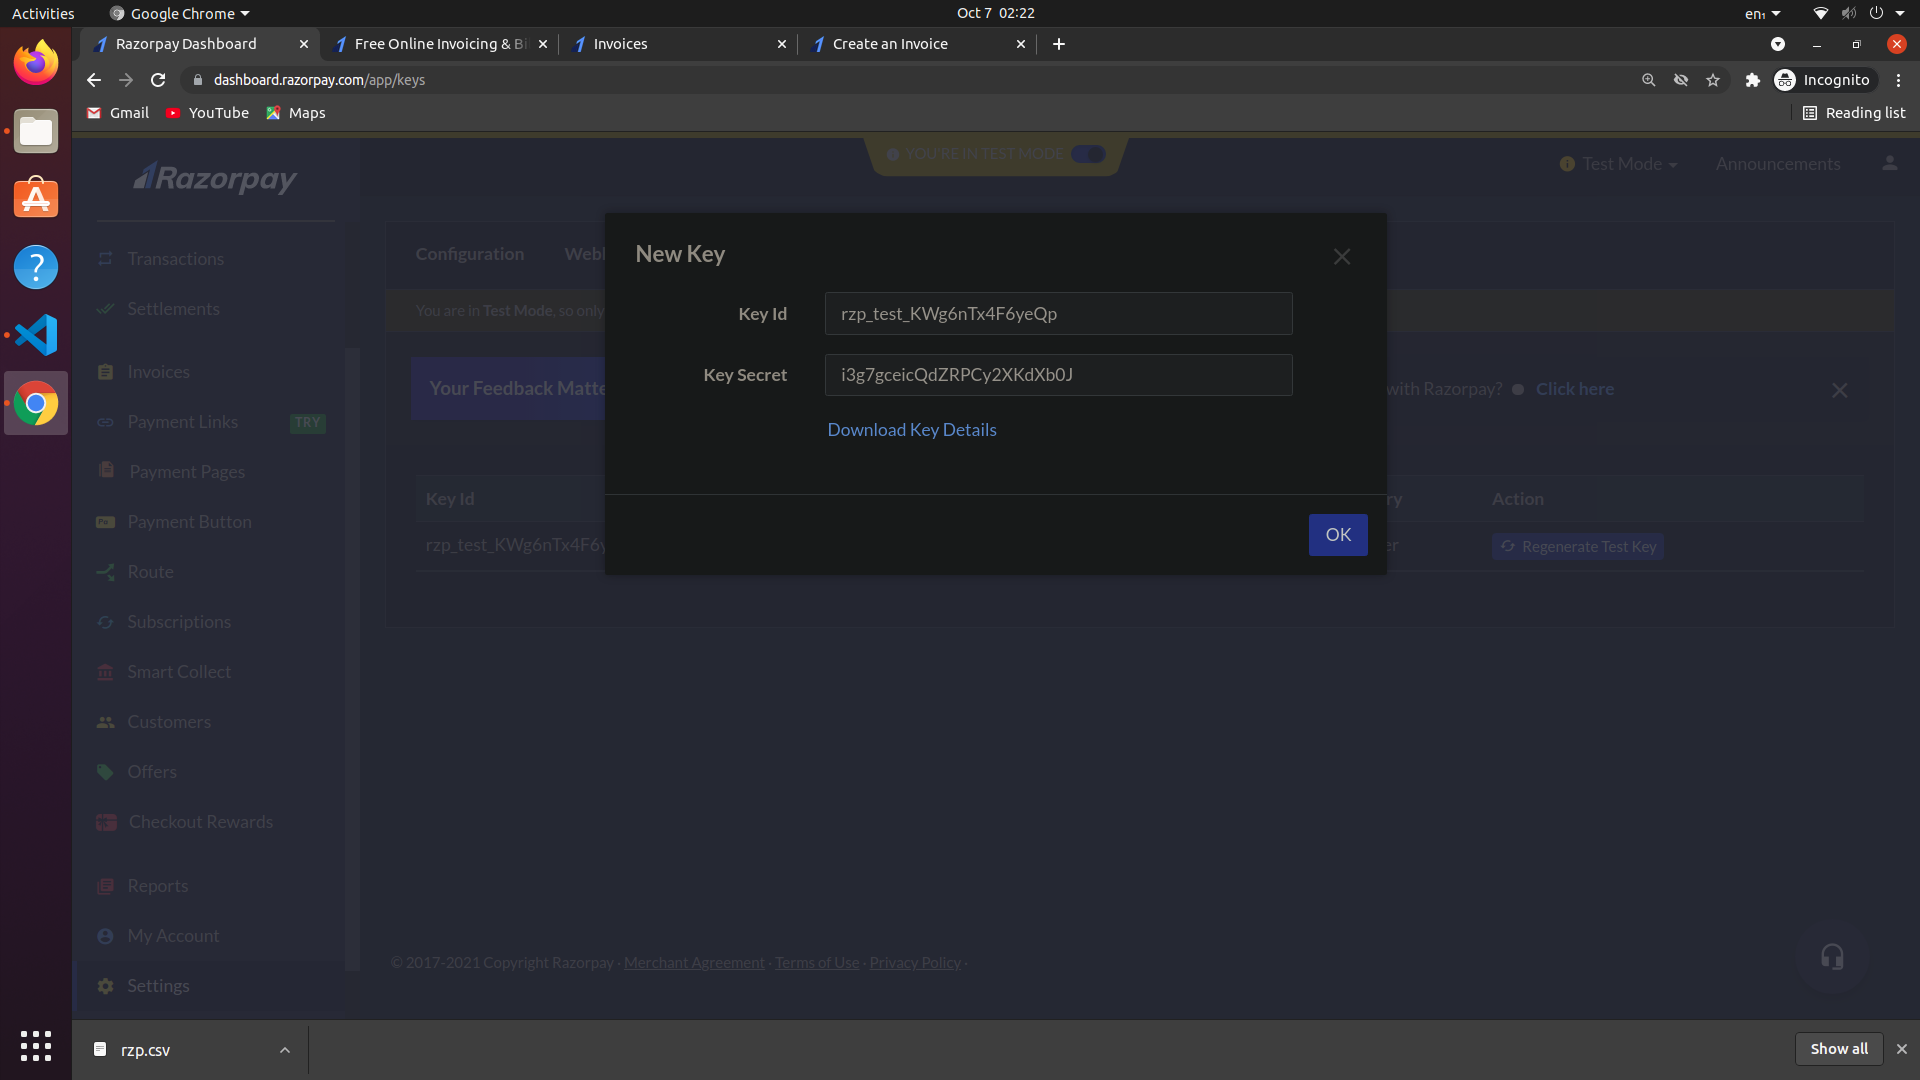 Activities
Google Chrome
Oct 7 02:22
en₁
Razorpay Dashboard
Free Online Invoicing & Bi
Invoices
Create an Invoice
dashboard.razorpay.com/app/keys
Incognito
Gmail
YouTube
Maps
Reading list
Razorpay
YOU'RE IN TEST MODE
Test Mode
Announcements
Transactions
Settlements
Invoices
Payment Links
TRY
Payment Pages
Payment Button
Route
Subscriptions
Smart Collect
Customers
Offers
Checkout Rewards
Reports
My Account
Settings
Configuration
Webh
You are in Test Mode, so only
Your Feedback Matte
with Razorpay?
Click here
Key Id
ry
Action
rzp_test_KWg6nTx4F6y
er
Regenerate Test Key
New Key
Key Id
rzp_test_KWg6nTx4F6yeQp
Key Secret
i3g7gceicQdZRPCy2XKdXb0J
Download Key Details
OK
© 2017-2021 Copyright Razorpay · Merchant Agreement · Terms of Use · Privacy Policy ·
rzp.csv
Show all